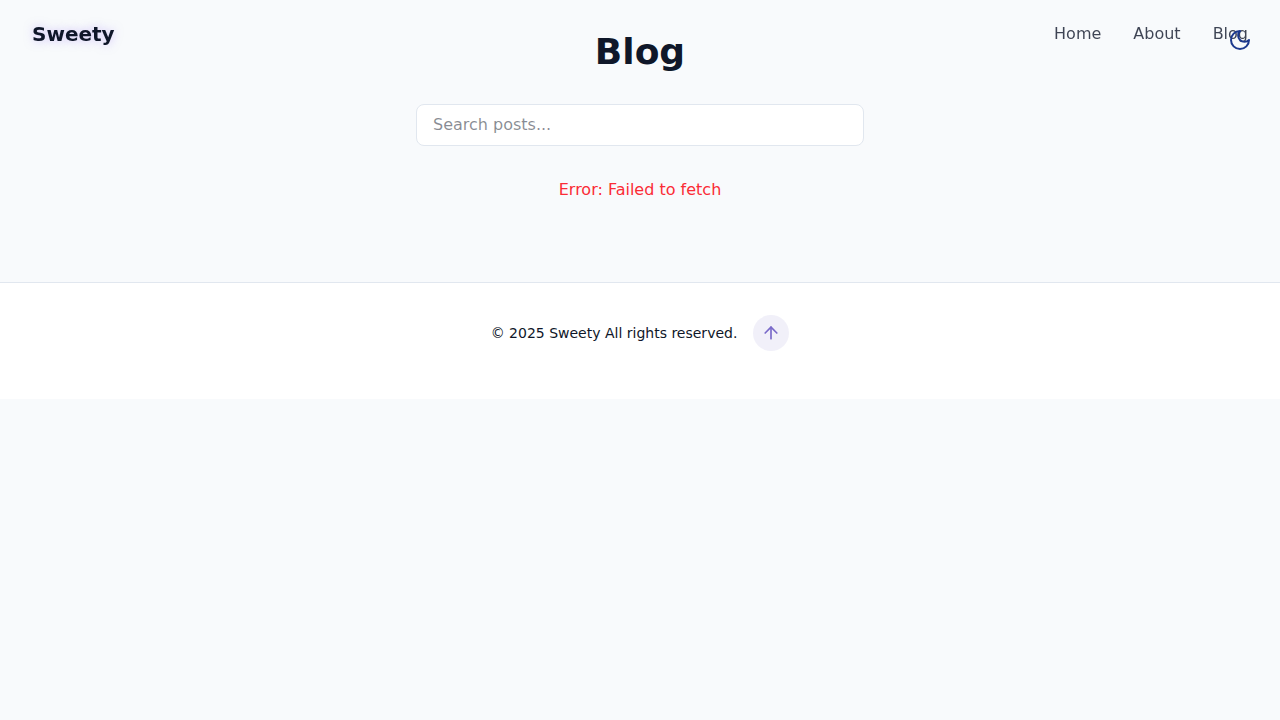 Sweety
Home
About
Blog
Blog
Search posts...
Error: Failed to fetch
© 2025 Sweety All rights reserved.